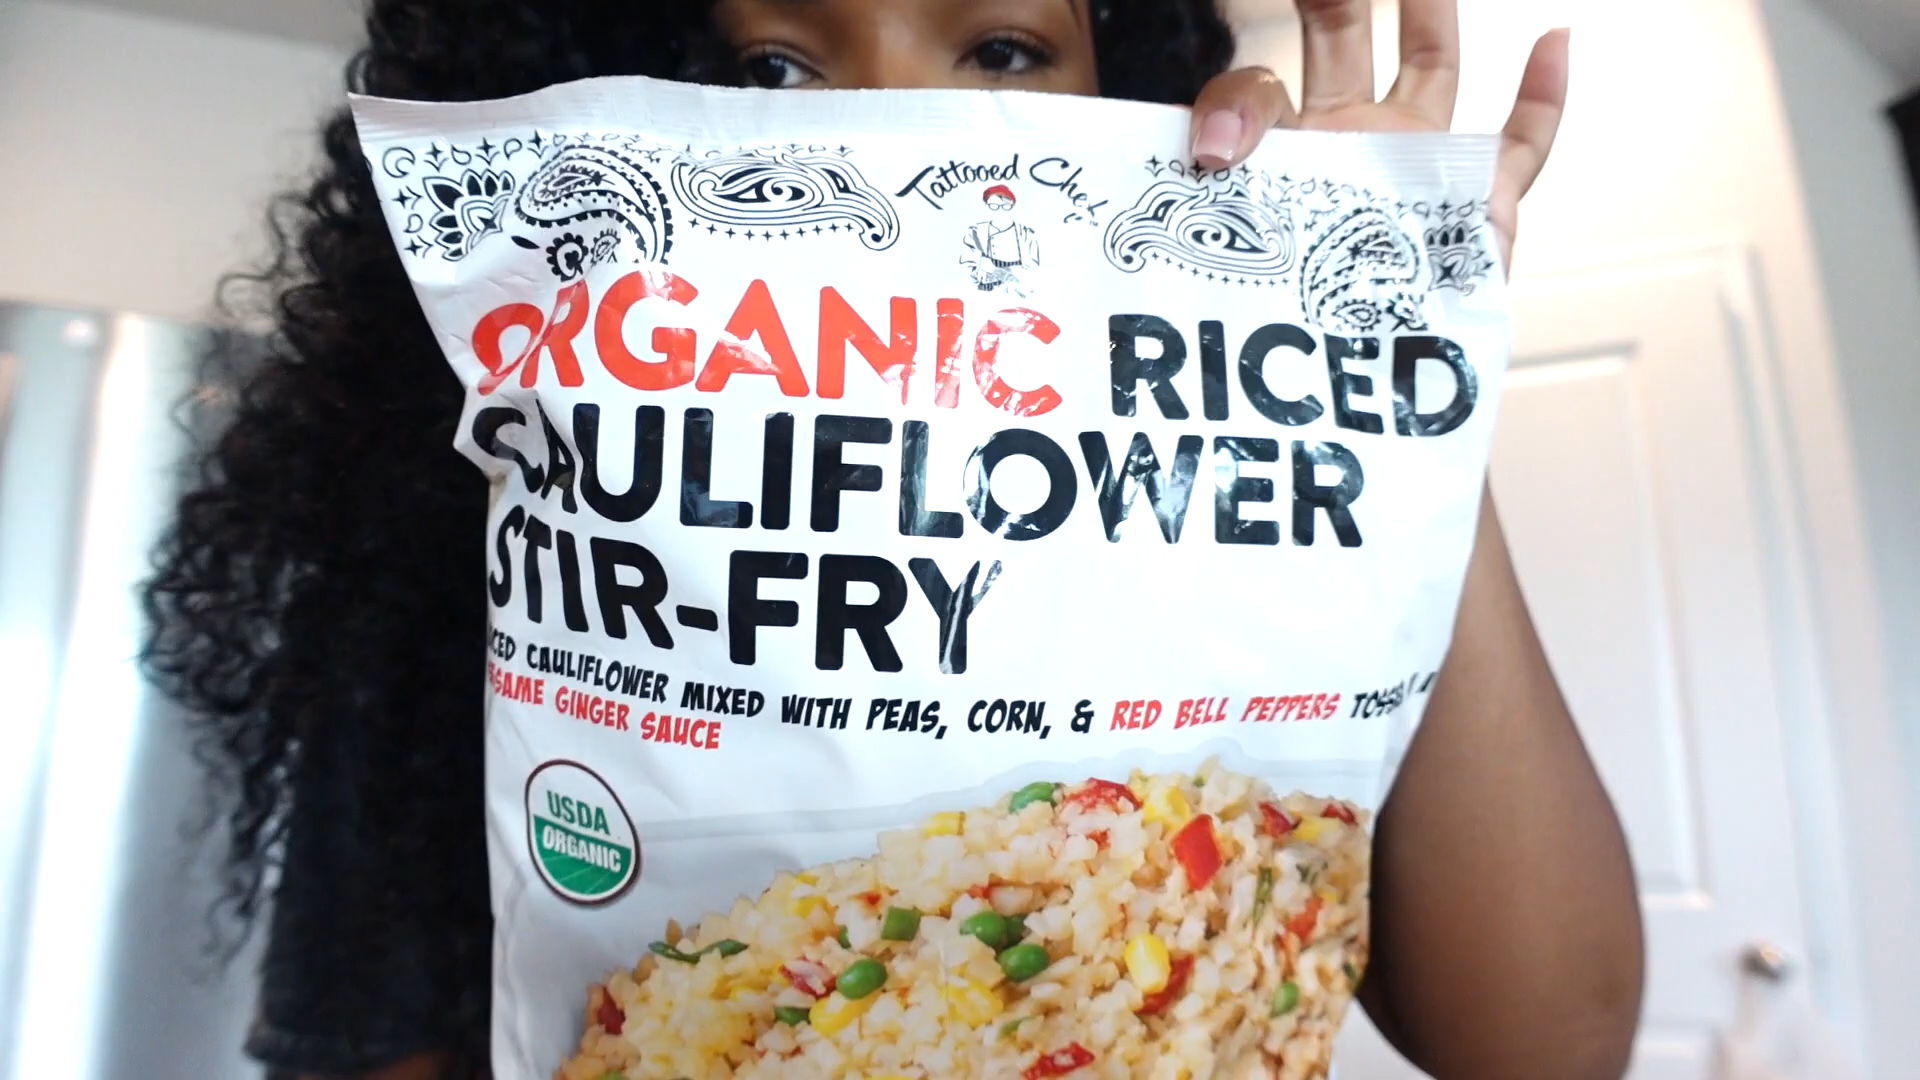 Tattooed Chef
ORGANIC RICED
CAULIFLOWER
STIR-FRY
CAULIFLOWER MIXED WITH PEAS, CORN, & RED BELL PEPPERS
GINGER SAUCE
USDA
ORGANIC